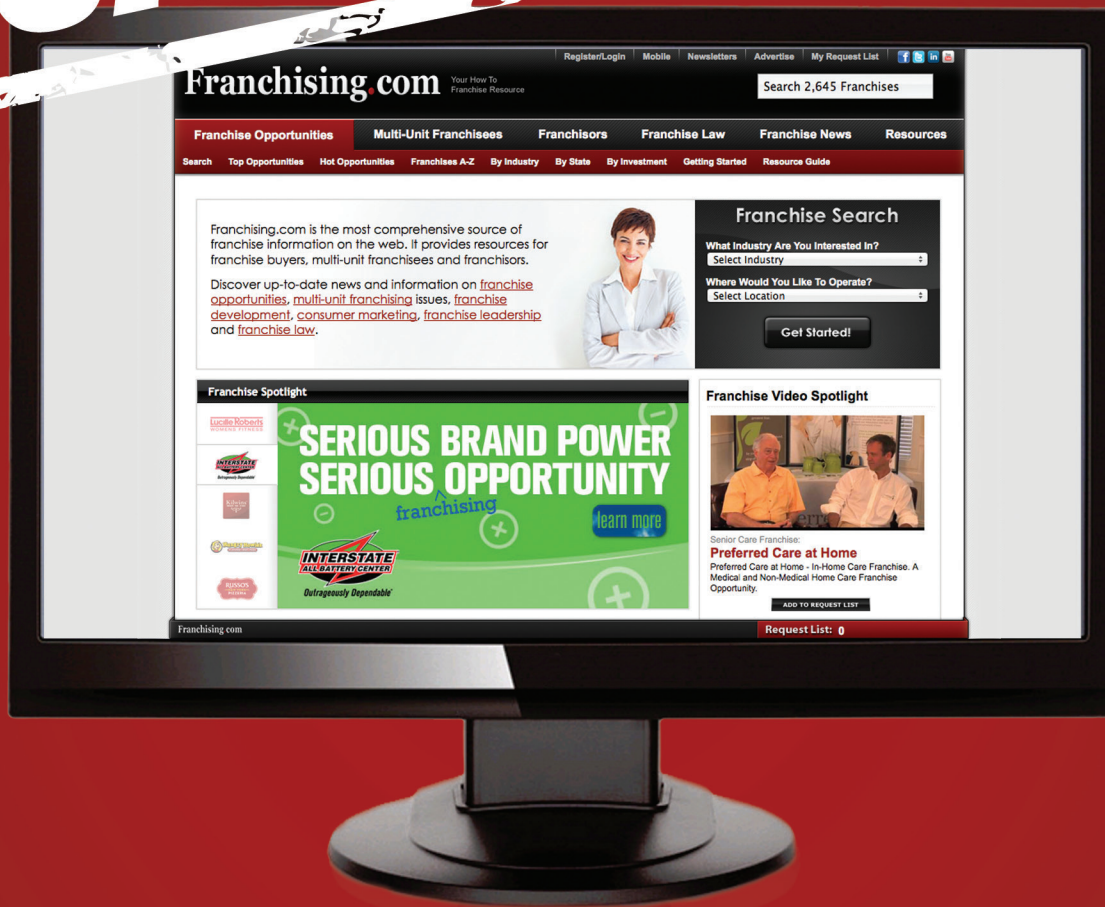 Register/Login Mobile Newsletters Advertise My Request List
Franchising.com
Your How To
Franchise Resource
Search 2,645 Franchises
Franchise Opportunities Multi-Unit Franchisees Franchisors Franchise Law Franchise News Resources
Search Top Opportunities Hot Opportunities Franchises A-Z By Industry By State By Investment Getting Started Resource Guide
Franchising.com is the most comprehensive source of
franchise information on the web. It provides resources for
franchise buyers, multi-unit franchisees and franchisors.
Discover up-to-date news and information on franchise
opportunities, multi-unit franchising issues, franchise
development, consumer marketing, franchise leadership
and franchise law.
Franchise Search
What Industry Are You Interested In?
Select Industry
Where Would You Like To Operate?
Select Location
Get Started!
Franchise Spotlight
Lucille Roberts
WOMENS FITNESS
INTERSTATE
Outrageously Dependable
RUSSO'S
SERIOUS BRAND POWER
SERIOUS OPPORTUNITY
franchising
learn more
INTERSTATE
ALL BATTERY CENTER
Outrageously Dependable
Franchise Video Spotlight
Senior Care Franchise:
Preferred Care at Home
Preferred Care at Home - In-Home Care Franchise. A
Medical and Non-Medical Home Care Franchise
Opportunity.
ADD TO REQUEST LIST
Franchising.com
Request List: 0